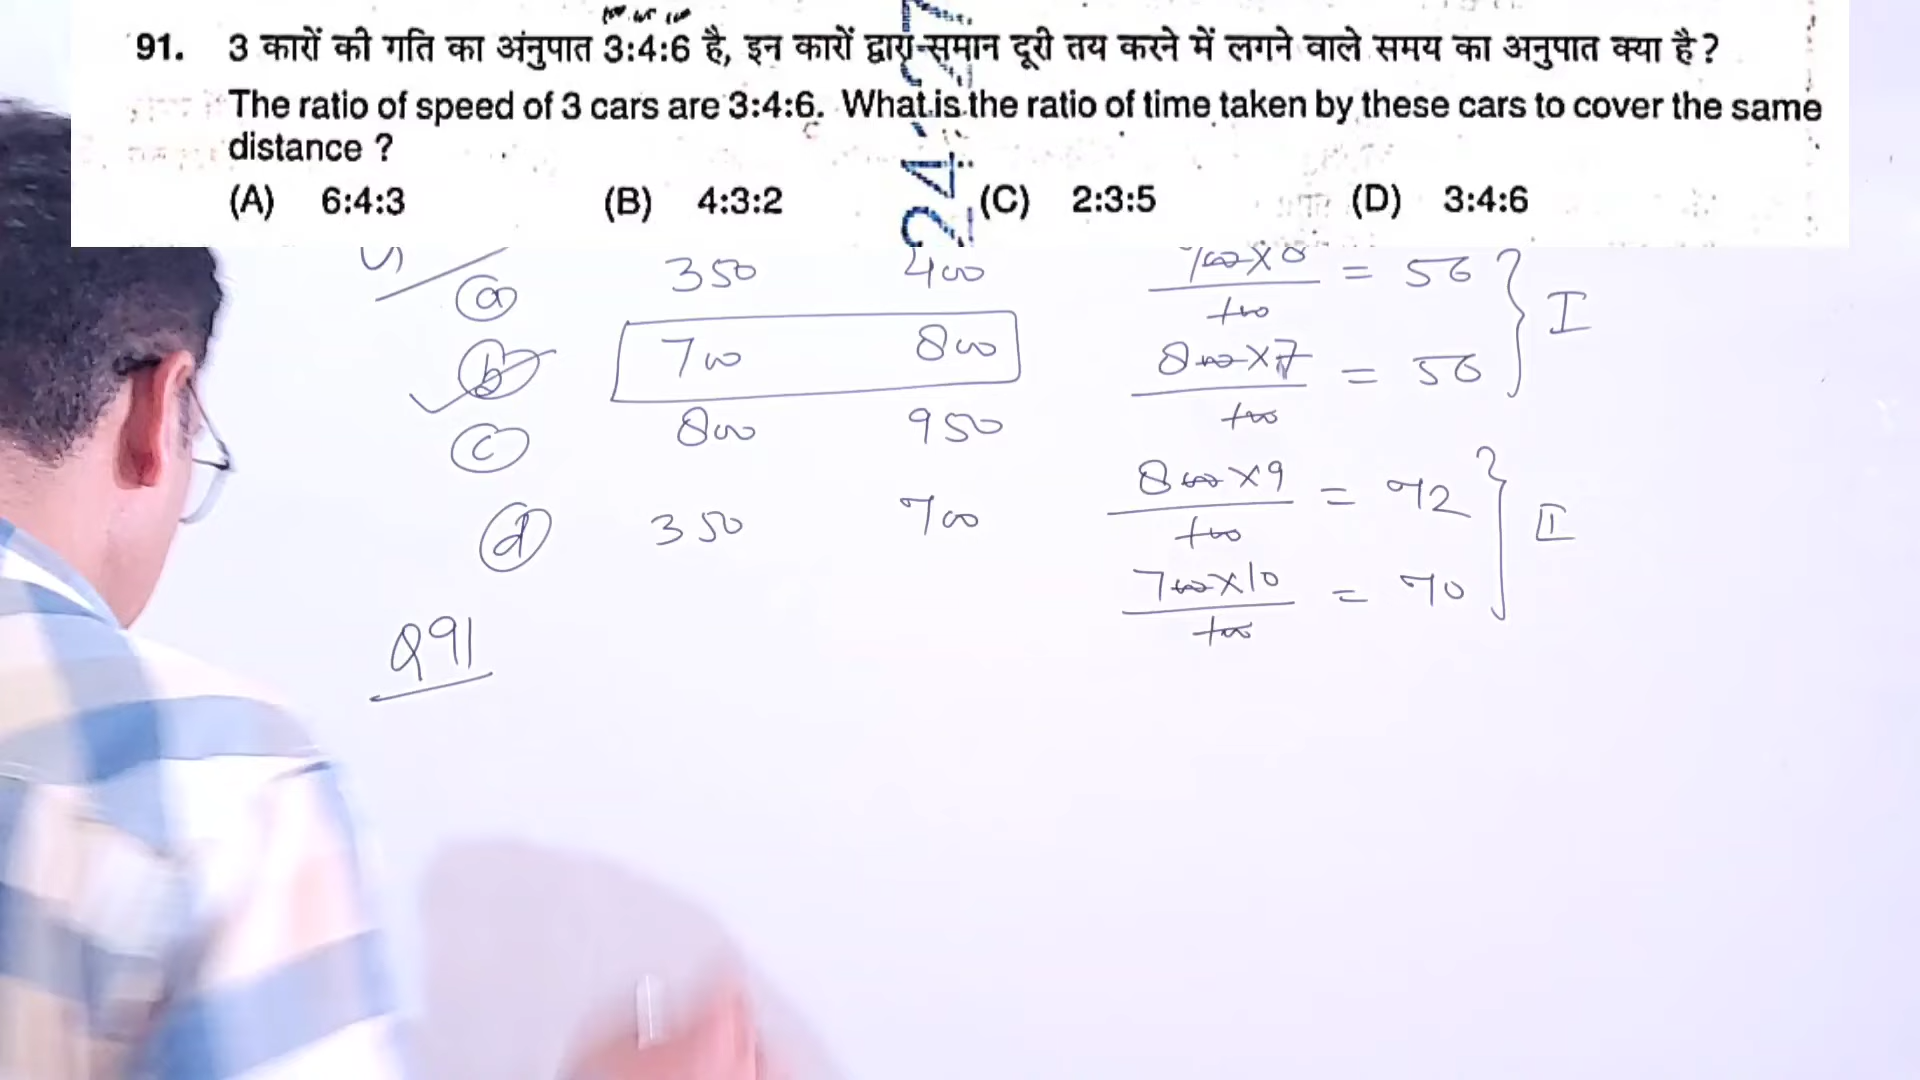 91. 3 कारों की गति का अंनुपात 3:4:6 है, इन कारों द्वारा समान दूरी तय करने में लगने वाले समय का अनुपात क्या है ?
The ratio of speed of 3 cars are 3:4:6. What is the ratio of time taken by these cars to cover the same
distance ?
(A) 6:4:3 (B) 4:3:2 (C) 2:3:5 (D) 3:4:6
a 350 400 = 56 I
100
b 700 800 800×7 = 56
100
c 800 950
800×9 = 72 II
100
d 350 700
700×10 = 70
100
Q91